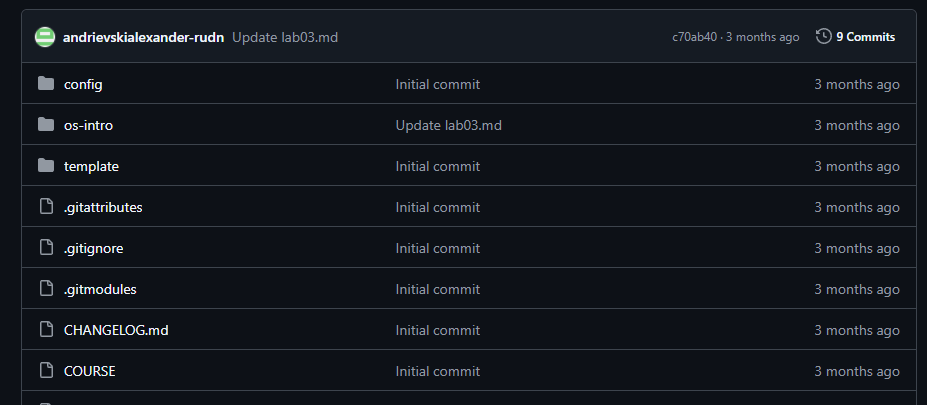 andrievskialexander-rudn Update lab03.md c70ab40 · 3 months ago 9 Commits
config Initial commit 3 months ago
os-intro Update lab03.md 3 months ago
template Initial commit 3 months ago
.gitattributes Initial commit 3 months ago
.gitignore Initial commit 3 months ago
.gitmodules Initial commit 3 months ago
CHANGELOG.md Initial commit 3 months ago
COURSE Initial commit 3 months ago